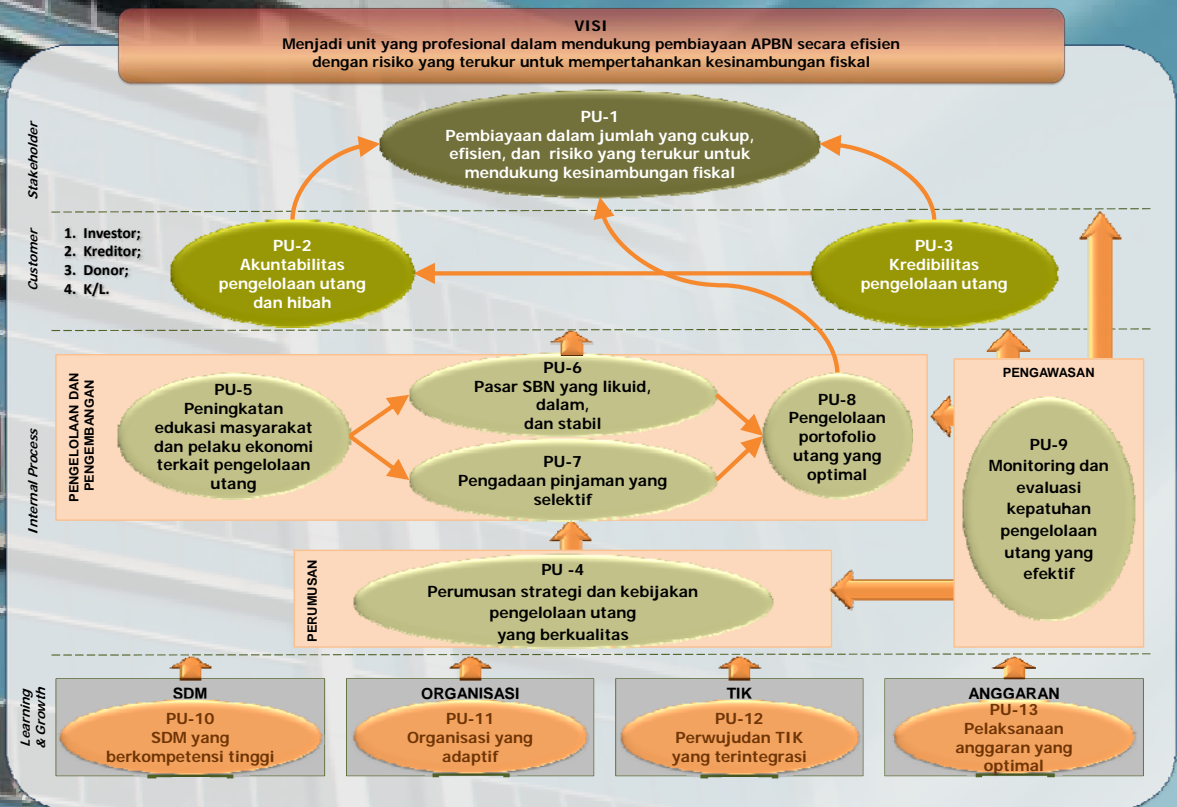 VISI
Menjadi unit yang profesional dalam mendukung pembiayaan APBN secara efisien
dengan risiko yang terukur untuk mempertahankan kesinambungan fiskal
Stakeholder
PU-1
Pembiayaan dalam jumlah yang cukup,
efisien, dan risiko yang terukur untuk
mendukung kesinambungan fiskal
Customer
1. Investor;
2. Kreditor;
3. Donor;
4. K/L.
PU-2
Akuntabilitas
pengelolaan utang
dan hibah
PU-3
Kredibilitas
pengelolaan utang
Internal Process
PENGELOLAAN DAN
PENGEMBANGAN
PU-5
Peningkatan
edukasi masyarakat
dan pelaku ekonomi
terkait pengelolaan
utang
PU-6
Pasar SBN yang likuid,
dalam,
dan stabil
PU-7
Pengadaan pinjaman yang
selektif
PU-8
Pengelolaan
portofolio
utang yang
optimal
PENGAWASAN
PU-9
Monitoring dan
evaluasi
kepatuhan
pengelolaan
utang yang
efektif
PERUMUSAN
PU -4
Perumusan strategi dan kebijakan
pengelolaan utang
yang berkualitas
Learning
& Growth
SDM
PU-10
SDM yang
berkompetensi tinggi
ORGANISASI
PU-11
Organisasi yang
adaptif
TIK
PU-12
Perwujudan TIK
yang terintegrasi
ANGGARAN
PU-13
Pelaksanaan
anggaran yang
optimal